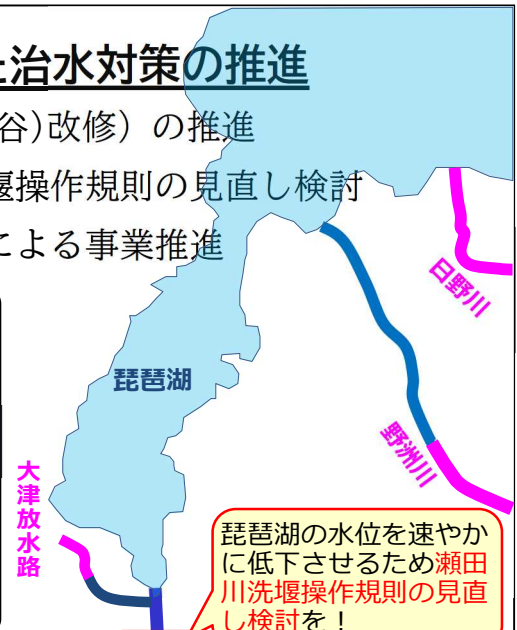 治水対策の推進
谷)改修）の推進
操作規則の見直し検討
による事業推進
日野川
琵琶湖
野洲川
大津放水路
琵琶湖の水位を速やか
に低下させるため瀬田
川洗堰操作規則の見直
し検討を！